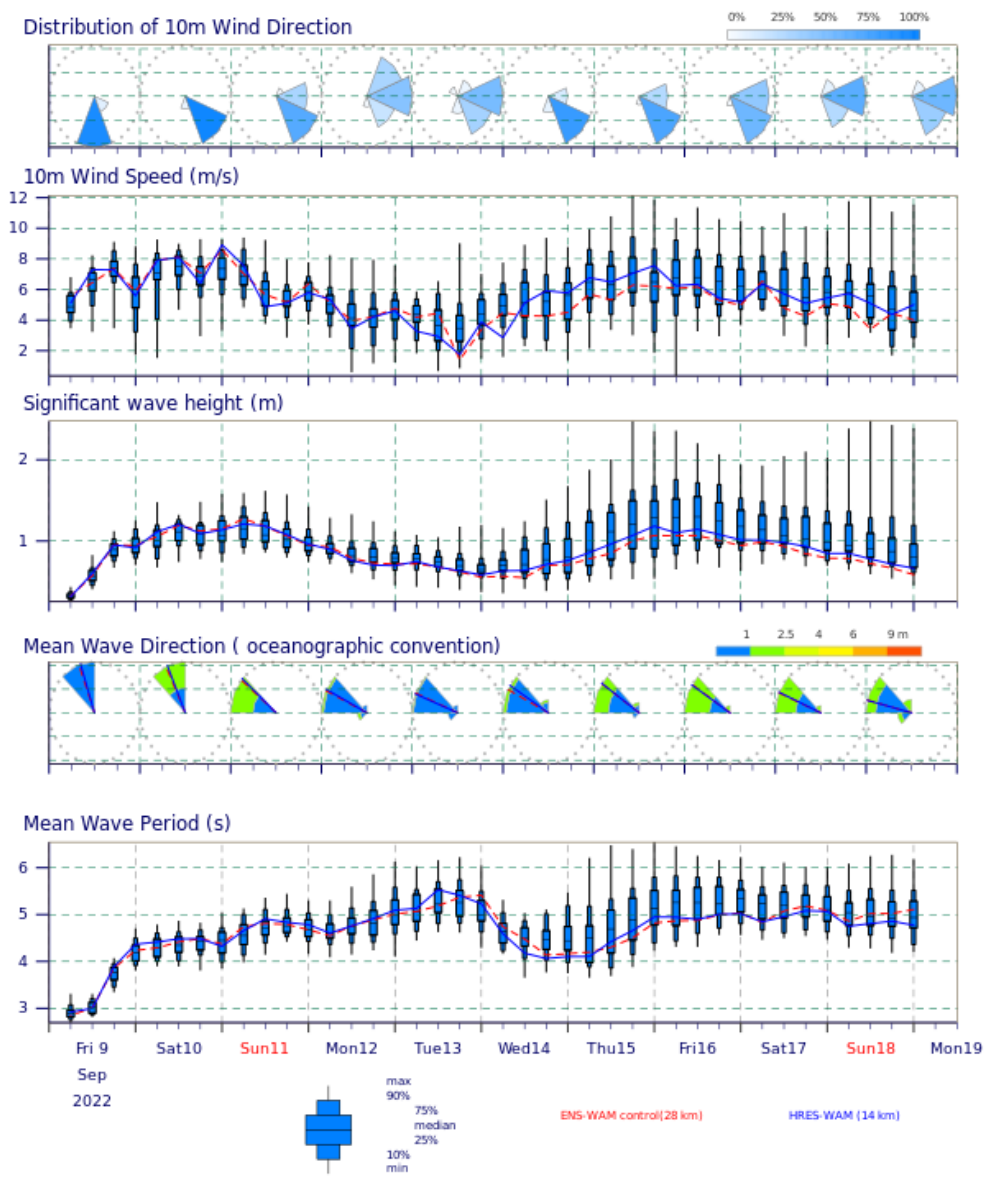 Distribution of 10m Wind Direction
0% 25% 50% 75% 100%
10m Wind Speed (m/s)
12
10
8
6
4
2
Significant wave height (m)
2
1
Mean Wave Direction ( oceanographic convention)
1 2.5 4 6 9 m
Mean Wave Period (s)
6
5
4
3
Fri 9 Sat10 Sun11 Mon12 Tue13 Wed14 Thu15 Fri16 Sat17 Sun18 Mon19
Sep
2022
max
90%
75%
median
25%
10%
min
ENS-WAM control(28 km)
HRES-WAM (14 km)